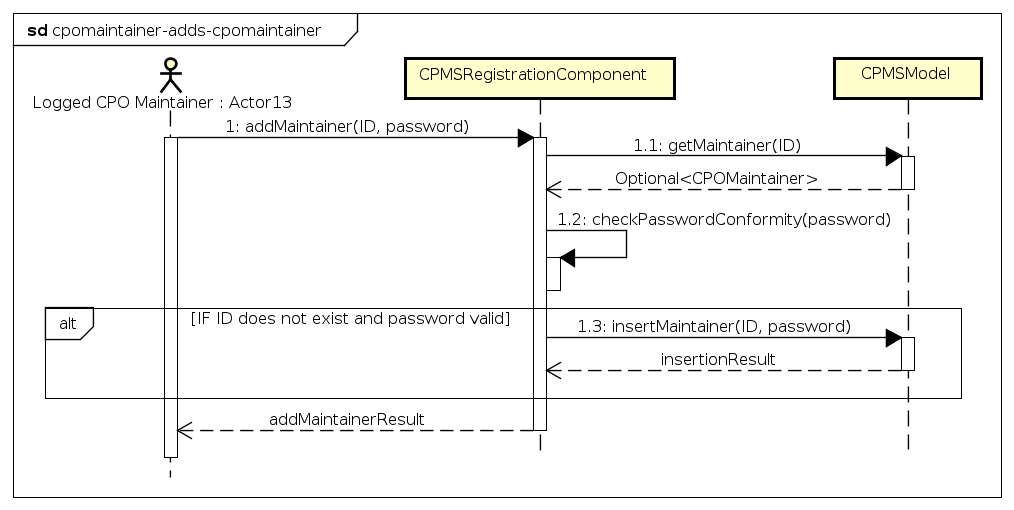 sd cpomaintainer-adds-cpomaintainer
Logged CPO Maintainer : Actor13
CPMSRegistrationComponent
CPMSModel
1: addMaintainer(ID, password)
1.1: getMaintainer(ID)
Optional<CPOMaintainer>
1.2: checkPasswordConformity(password)
alt
[IF ID does not exist and password valid]
1.3: insertMaintainer(ID, password)
insertionResult
addMaintainerResult